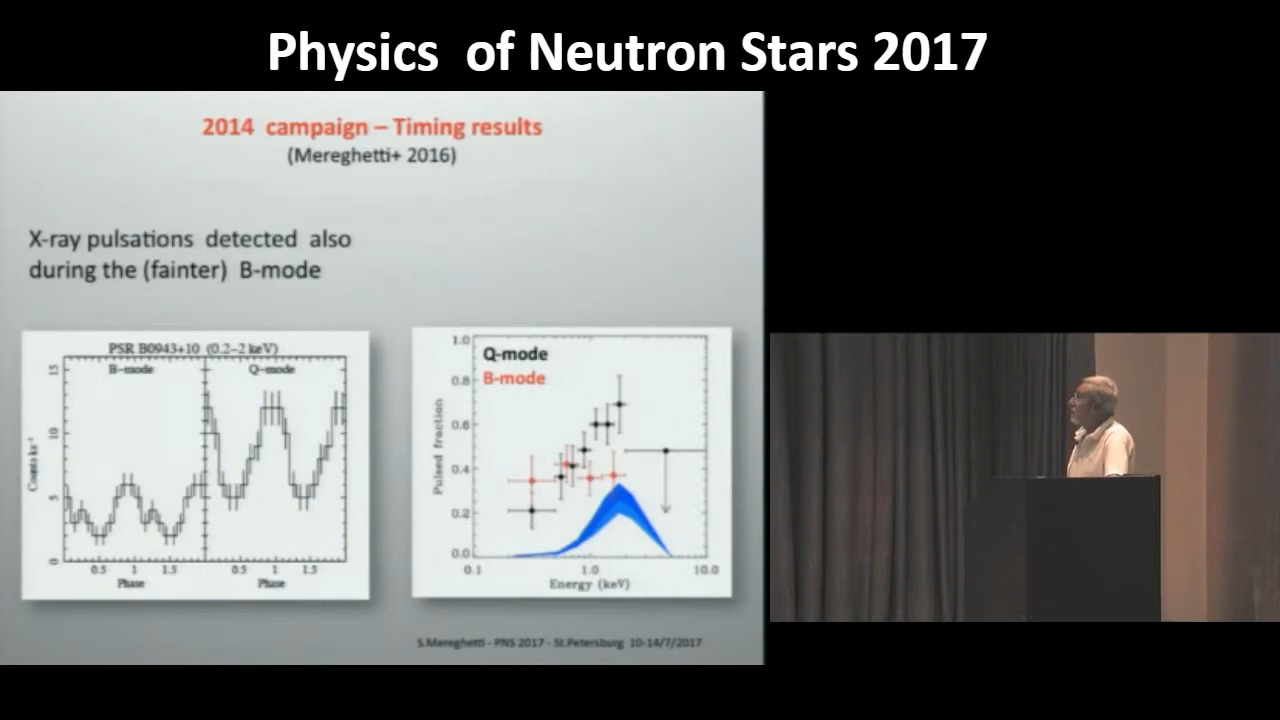 Physics of Neutron Stars 2017
2014 campaign – Timing results
(Mereghetti+ 2016)
X-ray pulsations detected also
during the (fainter) B-mode
PSR B0943+10 (0.2–2 keV)
B-mode
Q-mode
15
10
5
0
Counts ks⁻¹
0.5
1
1.5
0.5
1
1.5
Phase
Phase
Q-mode
B-mode
1.0
0.8
0.6
0.4
0.2
0.0
Pulsed fraction
0.1
1.0
10.0
Energy (keV)
S.Mereghetti - PNS 2017 - St.Petersburg 10-14/7/2017